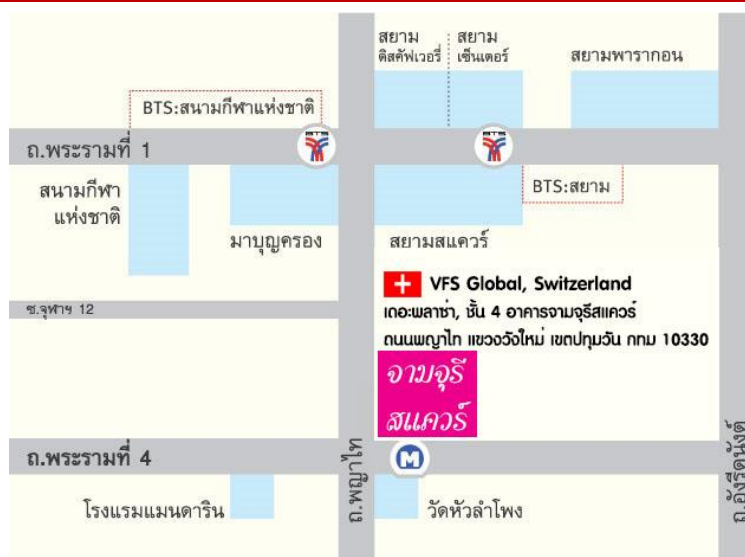 สยาม
ดิสคัฟเวอรี่
สยาม
เซ็นเตอร์
สยามพารากอน
BTS:สนามกีฬาแห่งชาติ
BTS
BTS
ถ.พระรามที่ 1
สนามกีฬา
แห่งชาติ
มาบุญครอง
สยามสแควร์
BTS:สยาม
VFS Global, Switzerland
เดอะพลาซ่า, ชั้น 4 อาคารจามจุรีสแควร์
ถนนพญาไท แขวงวังใหม่ เขตปทุมวัน กทม 10330
ซ.จุฬาฯ 12
จามจุรี
สแควร์
ถ.พระรามที่ 4
M
ถ.พญาไท
ถ.อังรีดูนังต์
โรงแรมแมนดาริน
วัดหัวลำโพง